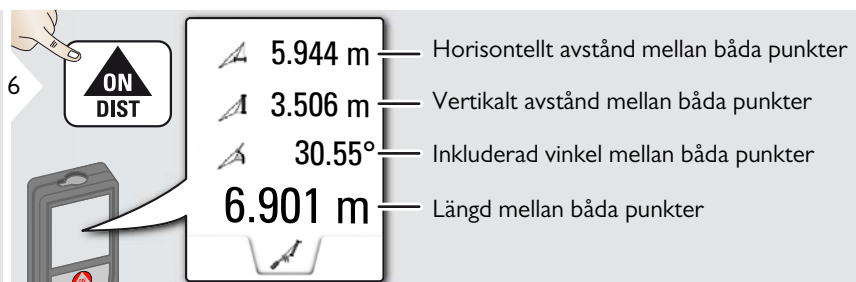 6
ON
DIST
5.944 m
Horisontellt avstånd mellan båda punkter
3.506 m
Vertikalt avstånd mellan båda punkter
30.55°
Inkluderad vinkel mellan båda punkter
6.901 m
Längd mellan båda punkter